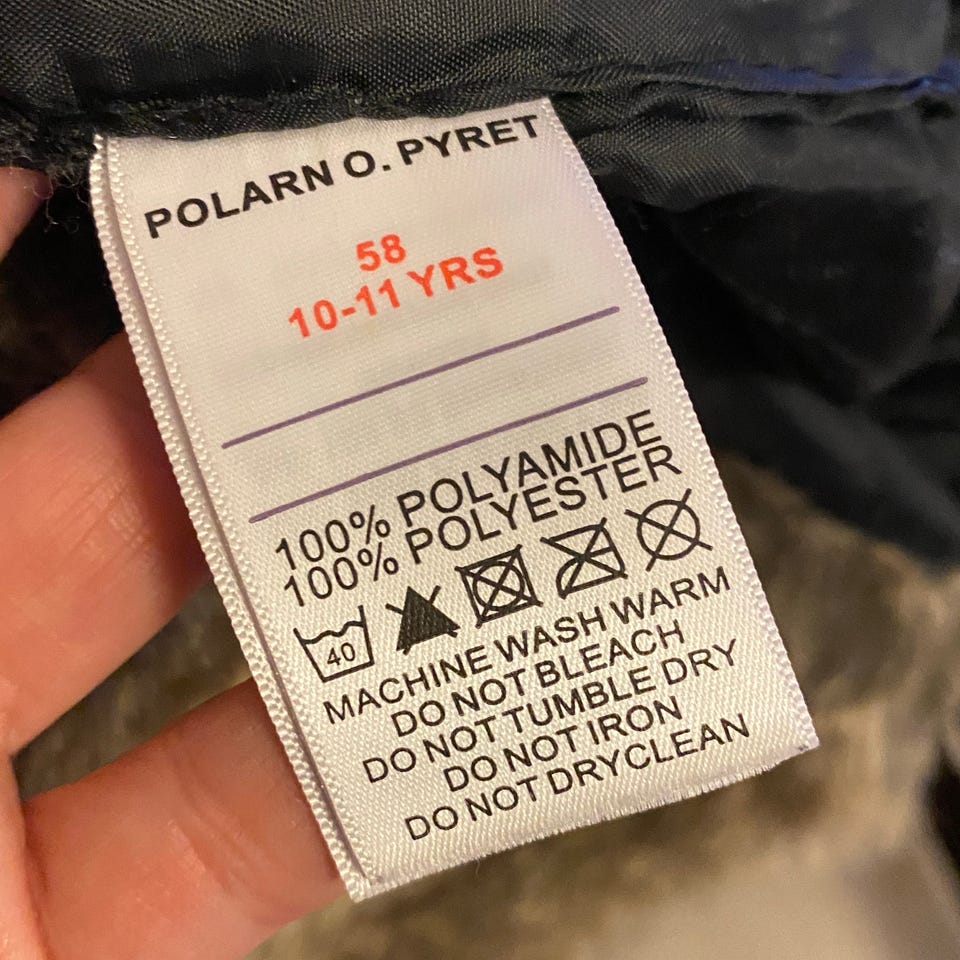 POLARN O. PYRET
58
10-11 YRS
100% POLYAMIDE
100% POLYESTER
40
MACHINE WASH WARM
DO NOT BLEACH
DO NOT TUMBLE DRY
DO NOT IRON
DO NOT DRYCLEAN